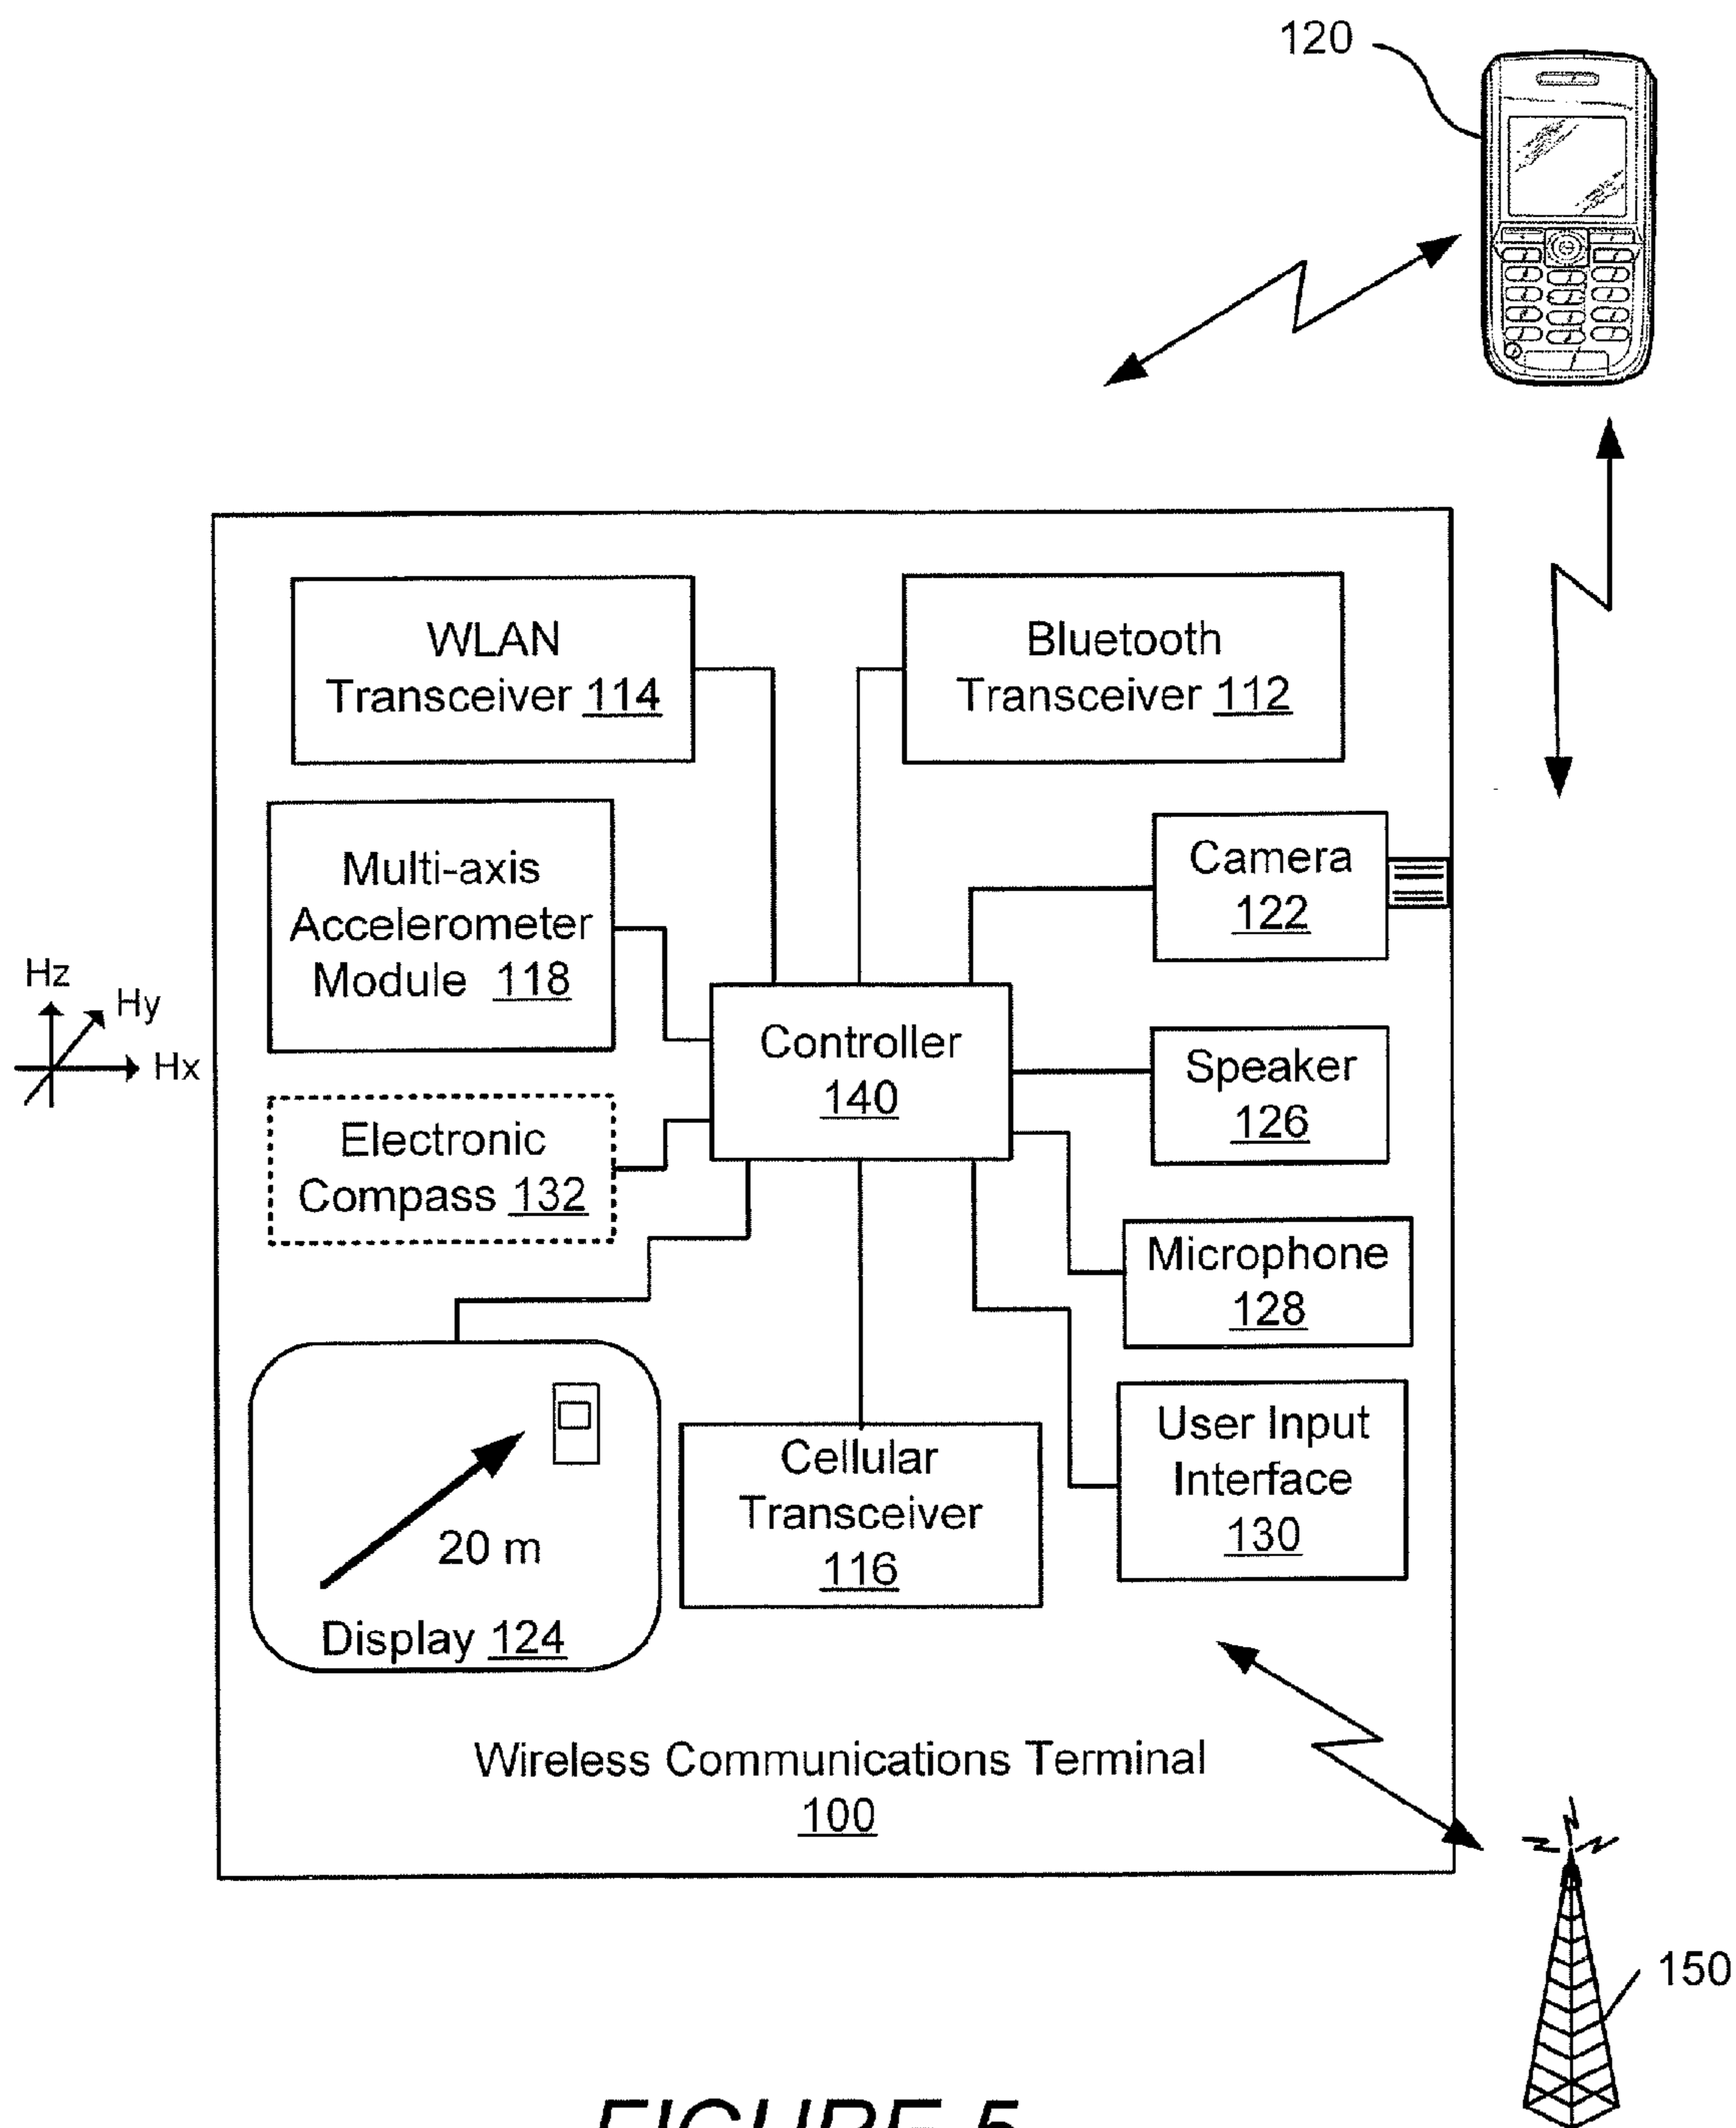 120
WLAN
Transceiver 114
Bluetooth
Transceiver 112
Multi-axis
Accelerometer
Module 118
Camera
122
Hz
Hy
Hx
Controller
140
Speaker
126
Electronic
Compass 132
Microphone
128
20 m
Display 124
Cellular
Transceiver
116
User Input
Interface
130
Wireless Communications Terminal
100
150
FIGURE 5